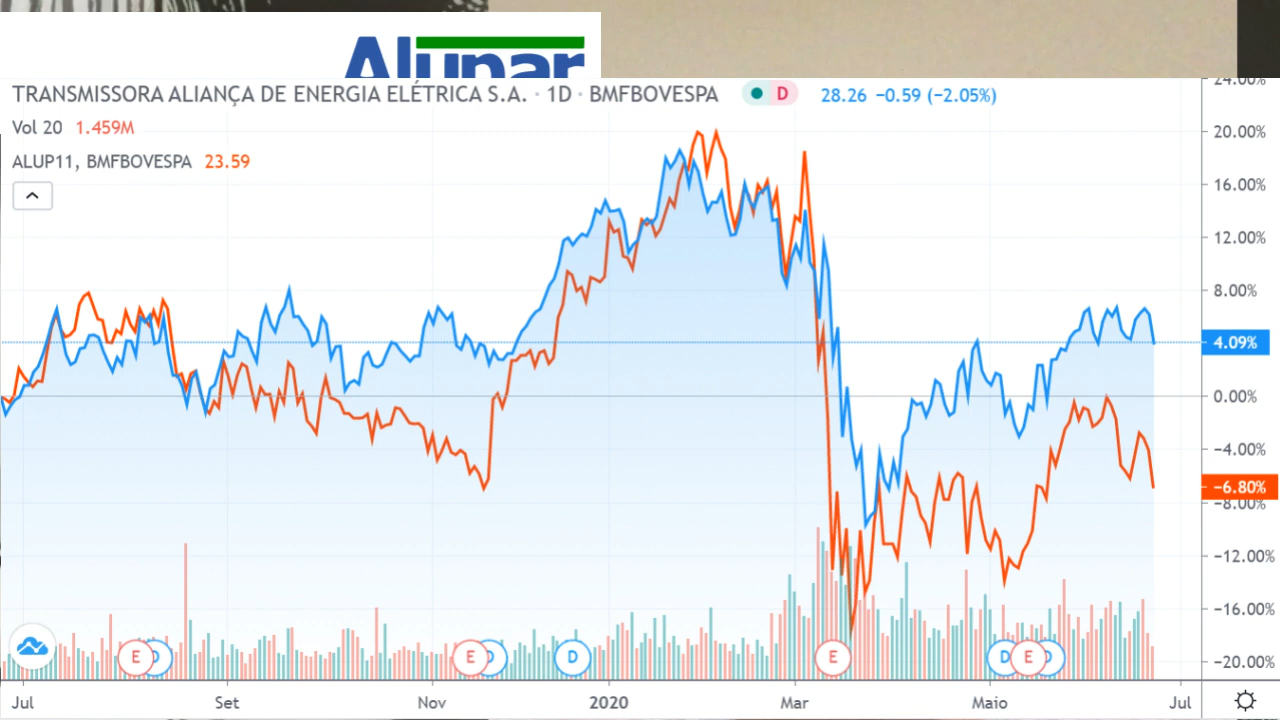 Alupar
TRANSMISSORA ALIANÇA DE ENERGIA ELÉTRICA S.A. · 1D · BMFBOVESPA
D
28.26 −0.59 (−2.05%)
Vol 20 1.459M
ALUP11, BMFBOVESPA 23.59
24.00%
20.00%
16.00%
12.00%
8.00%
4.09%
0.00%
−4.00%
−6.80%
−8.00%
−12.00%
−16.00%
−20.00%
E D E D D E D E D
Jul Set Nov 2020 Mar Maio Jul